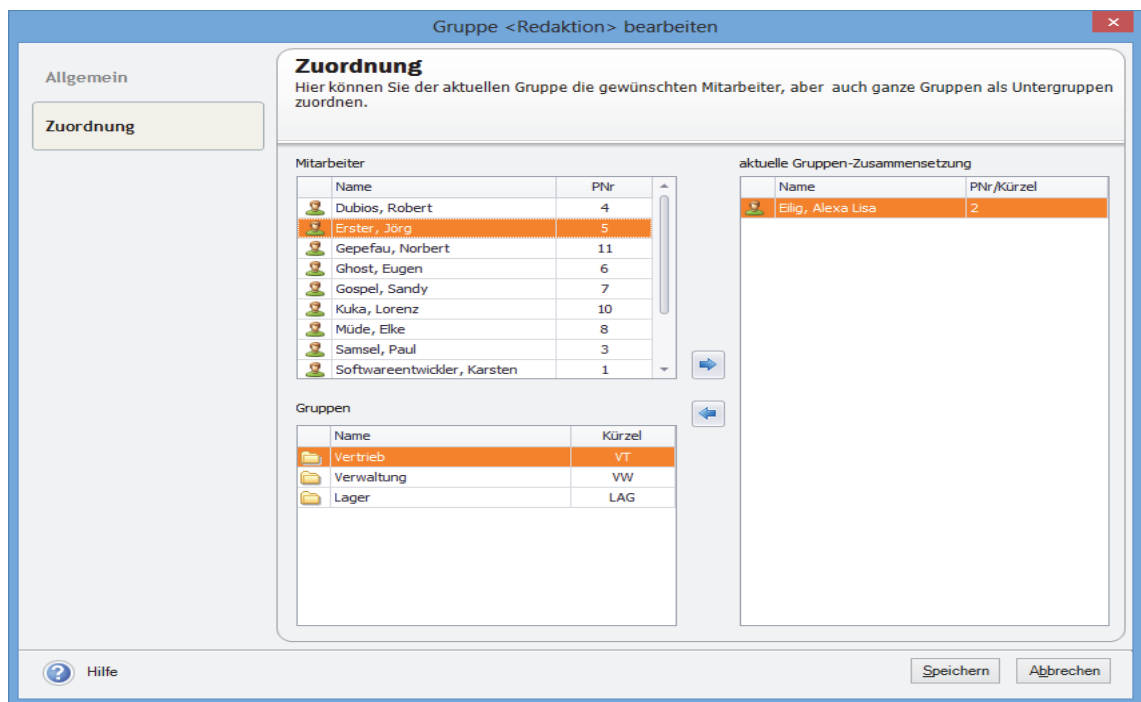 Gruppe <Redaktion> bearbeiten
Allgemein
Zuordnung
Zuordnung
Hier können Sie der aktuellen Gruppe die gewünschten Mitarbeiter, aber auch ganze Gruppen als Untergruppen
zuordnen.
Mitarbeiter
Name PNr
Dubios, Robert 4
Erster, Jörg 5
Gepefau, Norbert 11
Ghost, Eugen 6
Gospel, Sandy 7
Kuka, Lorenz 10
Müde, Elke 8
Samsel, Paul 3
Softwareentwickler, Karsten 1
Gruppen
Name Kürzel
Vertrieb VT
Verwaltung VW
Lager LAG
aktuelle Gruppen-Zusammensetzung
Name PNr/Kürzel
Eilig, Alexa Lisa 2
Hilfe
Speichern Abbrechen